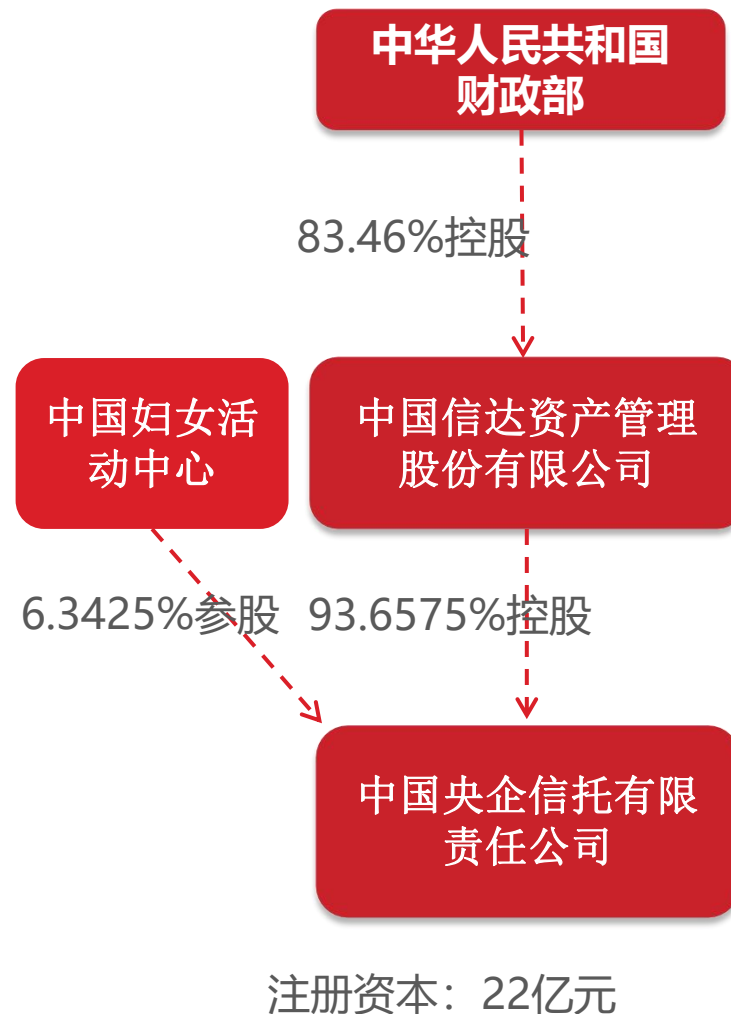 中华人民共和国
财政部
83.46%控股
中国妇女活
动中心
中国信达资产管理
股份有限公司
6.3425%参股
93.6575%控股
中国央企信托有限
责任公司
注册资本：22亿元